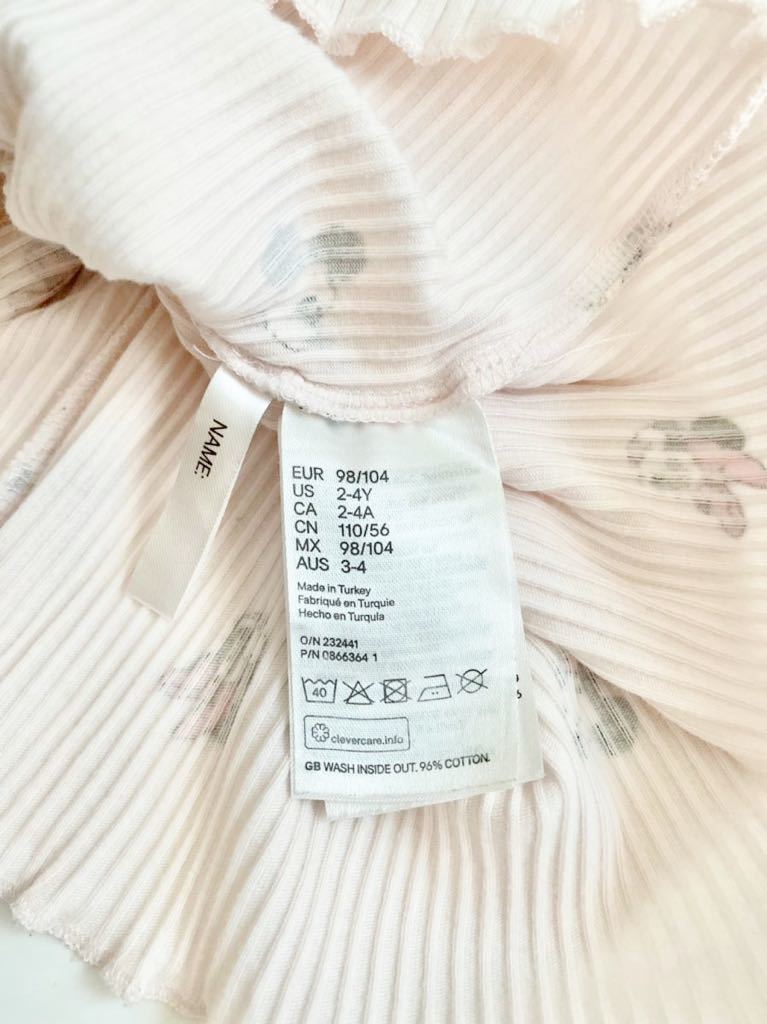 NAME:
EUR 98/104
US 2-4Y
CA 2-4A
CN 110/56
MX 98/104
AUS 3-4
Made in Turkey
Fabriqué en Turquie
Hecho en Turquía
O/N 232441
P/N 0866364 1
40
clevercare.info
GB WASH INSIDE OUT. 96% COTTON.